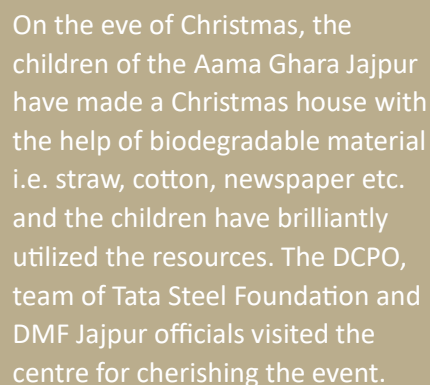 On the eve of Christmas, the
children of the Aama Ghara Jajpur
have made a Christmas house with
the help of biodegradable material
i.e. straw, cotton, newspaper etc.
and the children have brilliantly
utilized the resources. The DCPO,
team of Tata Steel Foundation and
DMF Jajpur officials visited the
centre for cherishing the event.